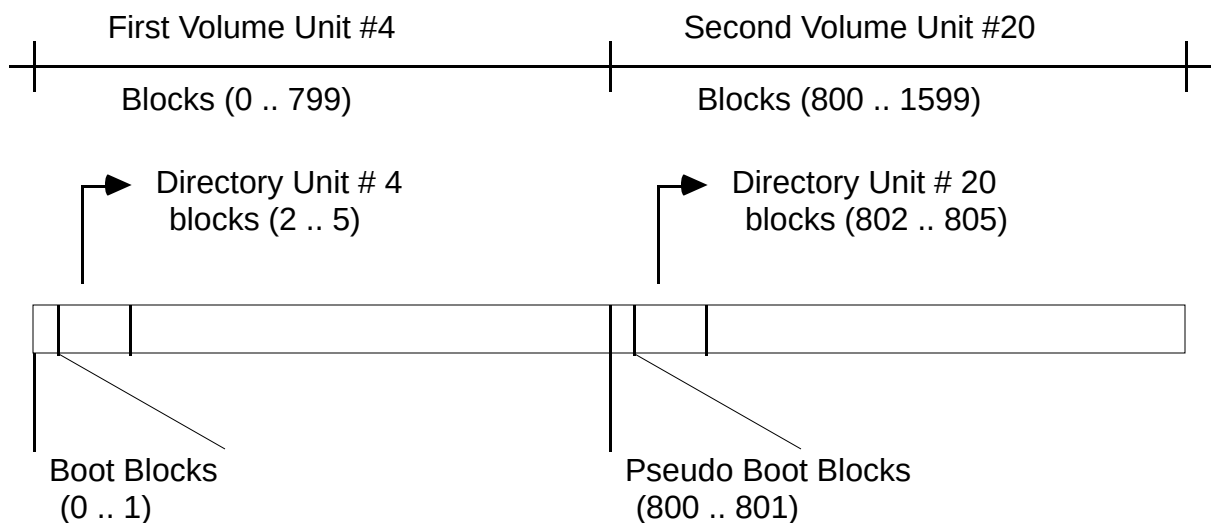 First Volume Unit #4
Second Volume Unit #20
Blocks (0 .. 799)
Blocks (800 .. 1599)
Directory Unit # 4
blocks (2 .. 5)
Directory Unit # 20
blocks (802 .. 805)
Boot Blocks
(0 .. 1)
Pseudo Boot Blocks
(800 .. 801)